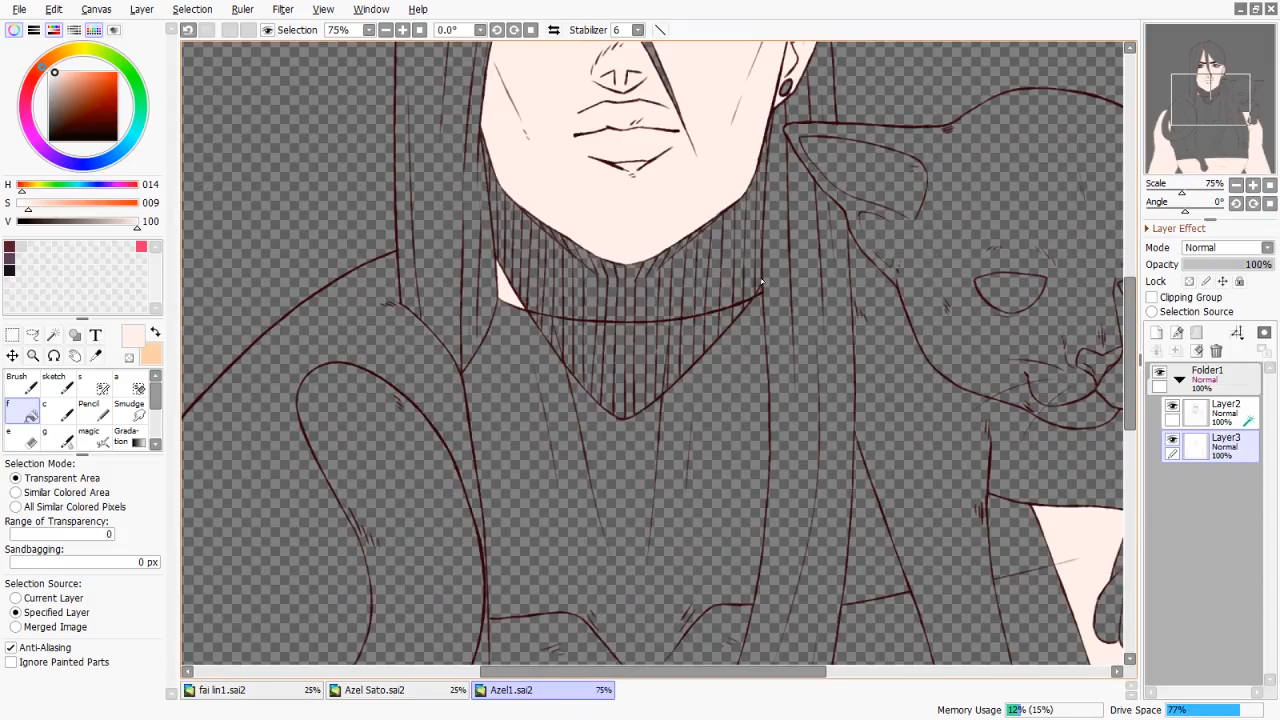 File Edit Canvas Layer Selection Ruler Filter View Window Help
Selection 75% 0.0° Stabilizer 6
H 014
S 009
V 100
T
Brush sketch s a
f c Pencil Smudge
e g magic Grada-
tion
Selection Mode:
Transparent Area
Similar Colored Area
All Similar Colored Pixels
Range of Transparency:
0
Sandbagging:
0 px
Selection Source:
Current Layer
Specified Layer
Merged Image
Anti-Aliasing
Ignore Painted Parts
fai lin1.sai2 25% Azel Sato.sai2 25% Azel1.sai2 75%
Memory Usage 12% (15%) Drive Space 77%
Scale 75%
Angle 0°
Layer Effect
Mode Normal
Opacity 100%
Lock
Clipping Group
Selection Source
Folder1
Normal
100%
Layer2
Normal
100%
Layer3
Normal
100%